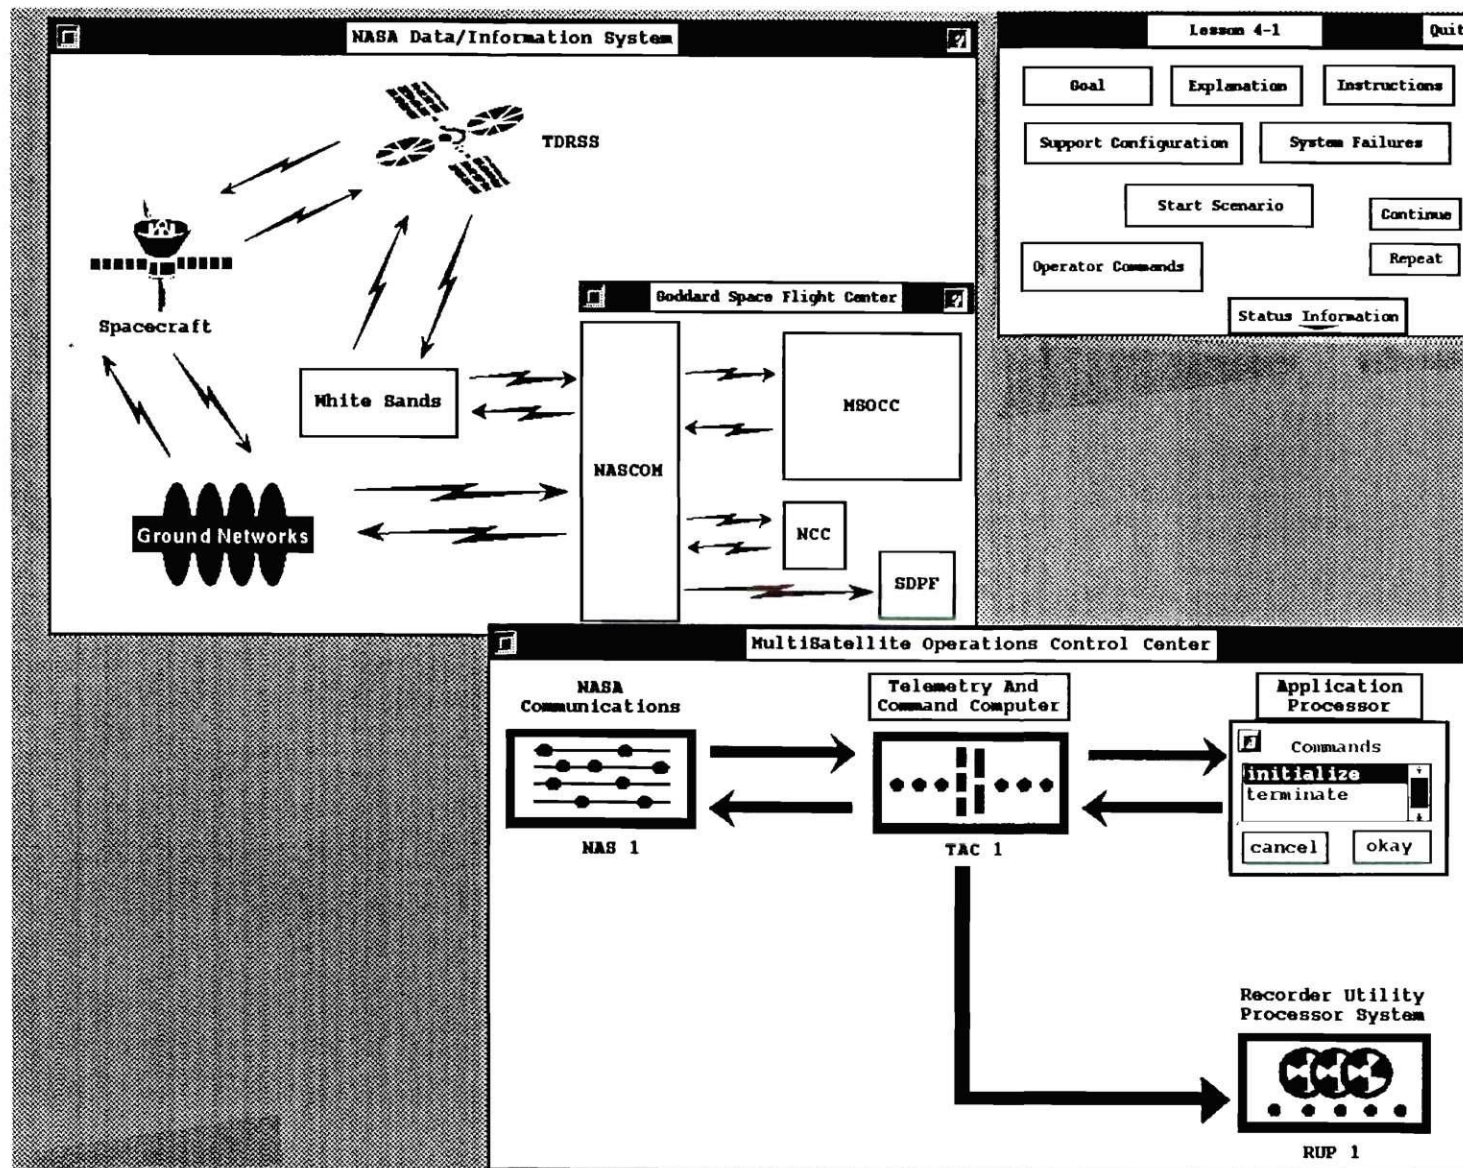 NASA Data/Information System
TDRSS
Spacecraft
White Sands
Ground Networks
Goddard Space Flight Center
NASCOM
MSOCC
NCC
SDPF
Lesson 4-1
Quit
Goal
Explanation
Instructions
Support Configuration
System Failures
Start Scenario
Continue
Operator Commands
Repeat
Status Information
MultiSatellite Operations Control Center
NASA
Communications
NAS 1
Telemetry And
Command Computer
TAC 1
Application
Processor
Commands
initialize
terminate
cancel
okay
Recorder Utility
Processor System
RUP 1